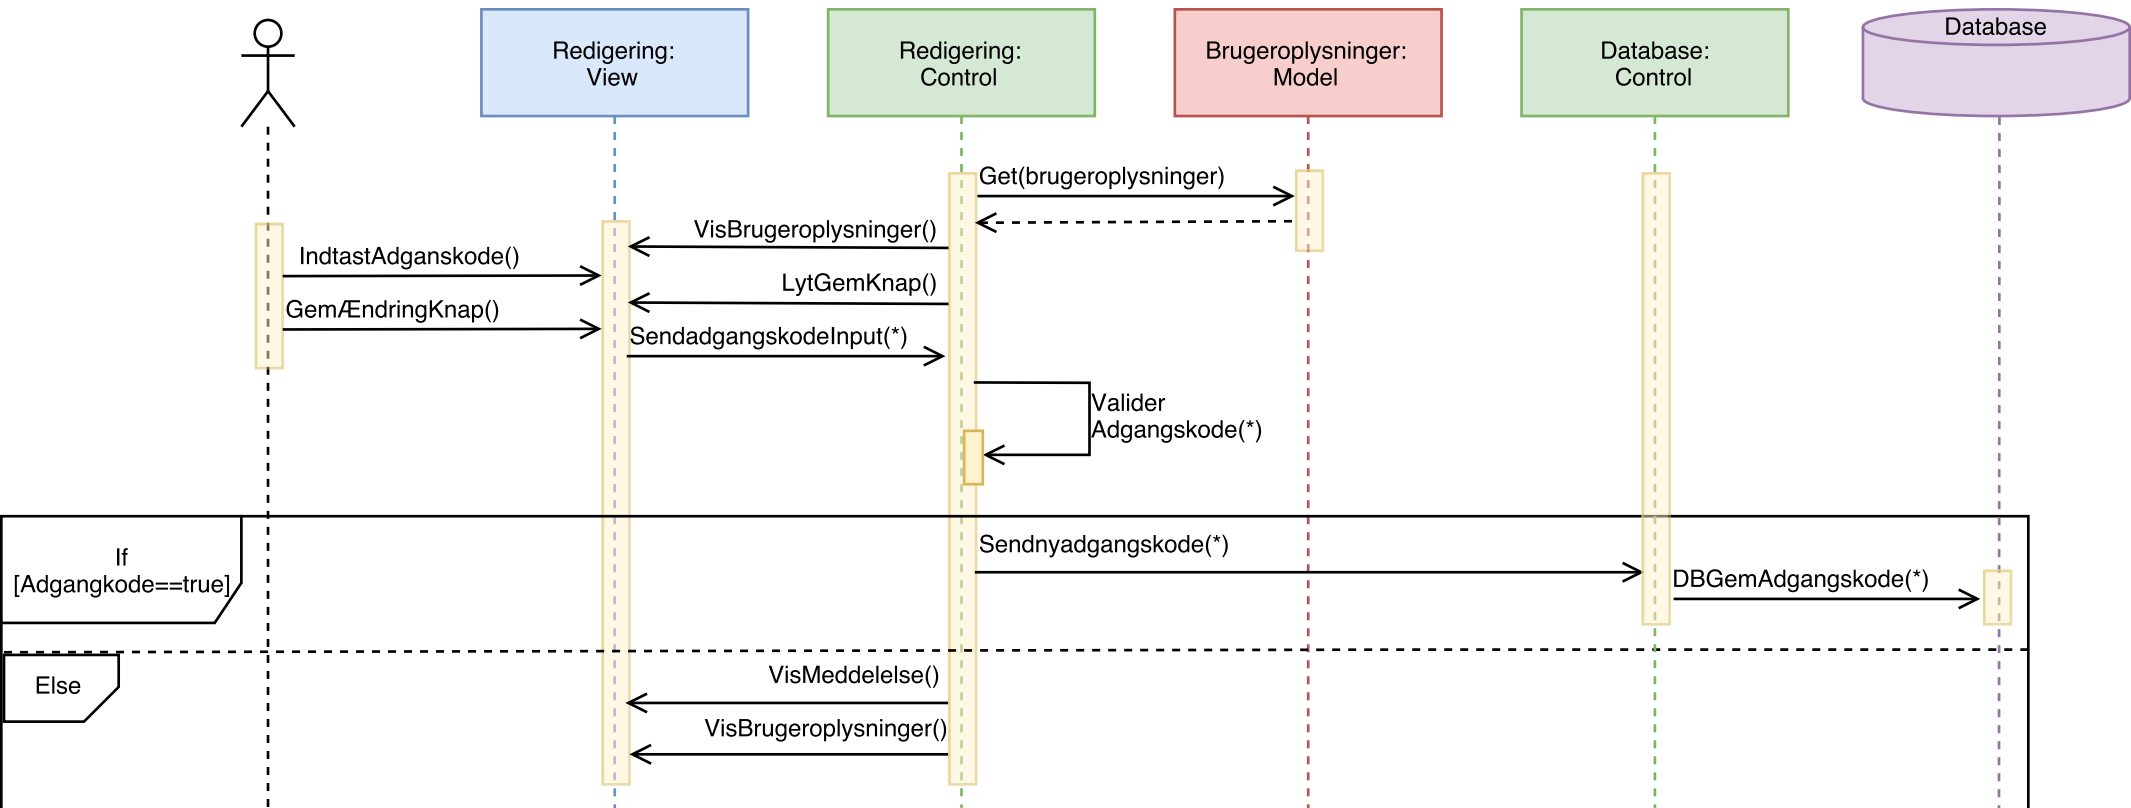 Redigering:
View
Redigering:
Control
Brugeroplysninger:
Model
Database:
Control
Database
Get(brugeroplysninger)
VisBrugeroplysninger()
IndtastAdganskode()
LytGemKnap()
GemÆndringKnap()
SendadgangskodeInput(*)
Valider
Adgangskode(*)
If
[Adgangkode==true]
Sendnyadgangskode(*)
DBGemAdgangskode(*)
Else
VisMeddelelse()
VisBrugeroplysninger()